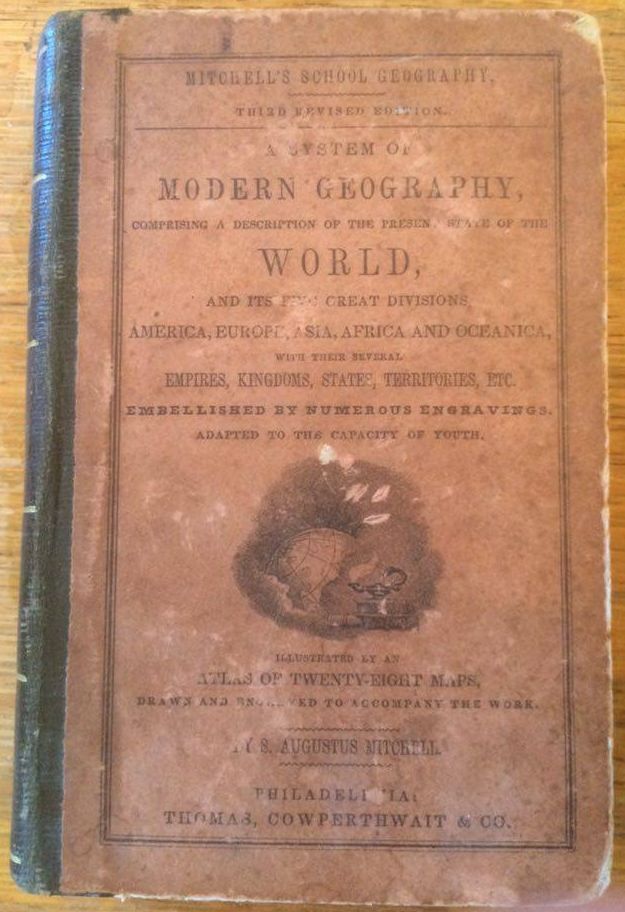 MITCHELL'S SCHOOL GEOGRAPHY.
THIRD REVISED EDITION.
A SYSTEM OF
MODERN GEOGRAPHY,
COMPRISING A DESCRIPTION OF THE PRESENT STATE OF THE
WORLD,
AND ITS FIVE GREAT DIVISIONS,
AMERICA, EUROPE, ASIA, AFRICA AND OCEANICA,
WITH THEIR SEVERAL
EMPIRES, KINGDOMS, STATES, TERRITORIES, ETC.
EMBELLISHED BY NUMEROUS ENGRAVINGS.
ADAPTED TO THE CAPACITY OF YOUTH.
ILLUSTRATED BY AN
ATLAS OF TWENTY-EIGHT MAPS,
DRAWN AND ENGRAVED TO ACCOMPANY THE WORK.
BY S. AUGUSTUS MITCHELL.
PHILADELPHIA:
THOMAS, COWPERTHWAIT & CO.